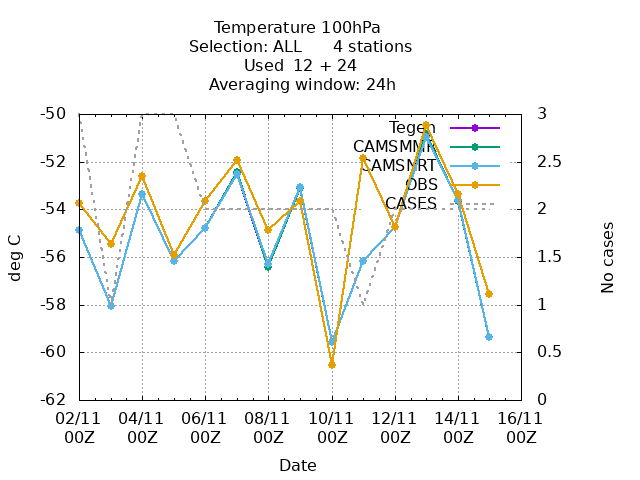 Temperature 100hPa
Selection: ALL 4 stations
Used 12 + 24
Averaging window: 24h
-50
-52
-54
-56
-58
-60
-62
deg C
3
2.5
2
1.5
1
0.5
0
No cases
Tegen
CAMSMNR
CAMSNRT
OBS
CASES
02/11 04/11 06/11 08/11 10/11 12/11 14/11 16/11
00Z 00Z 00Z 00Z 00Z 00Z 00Z 00Z
Date